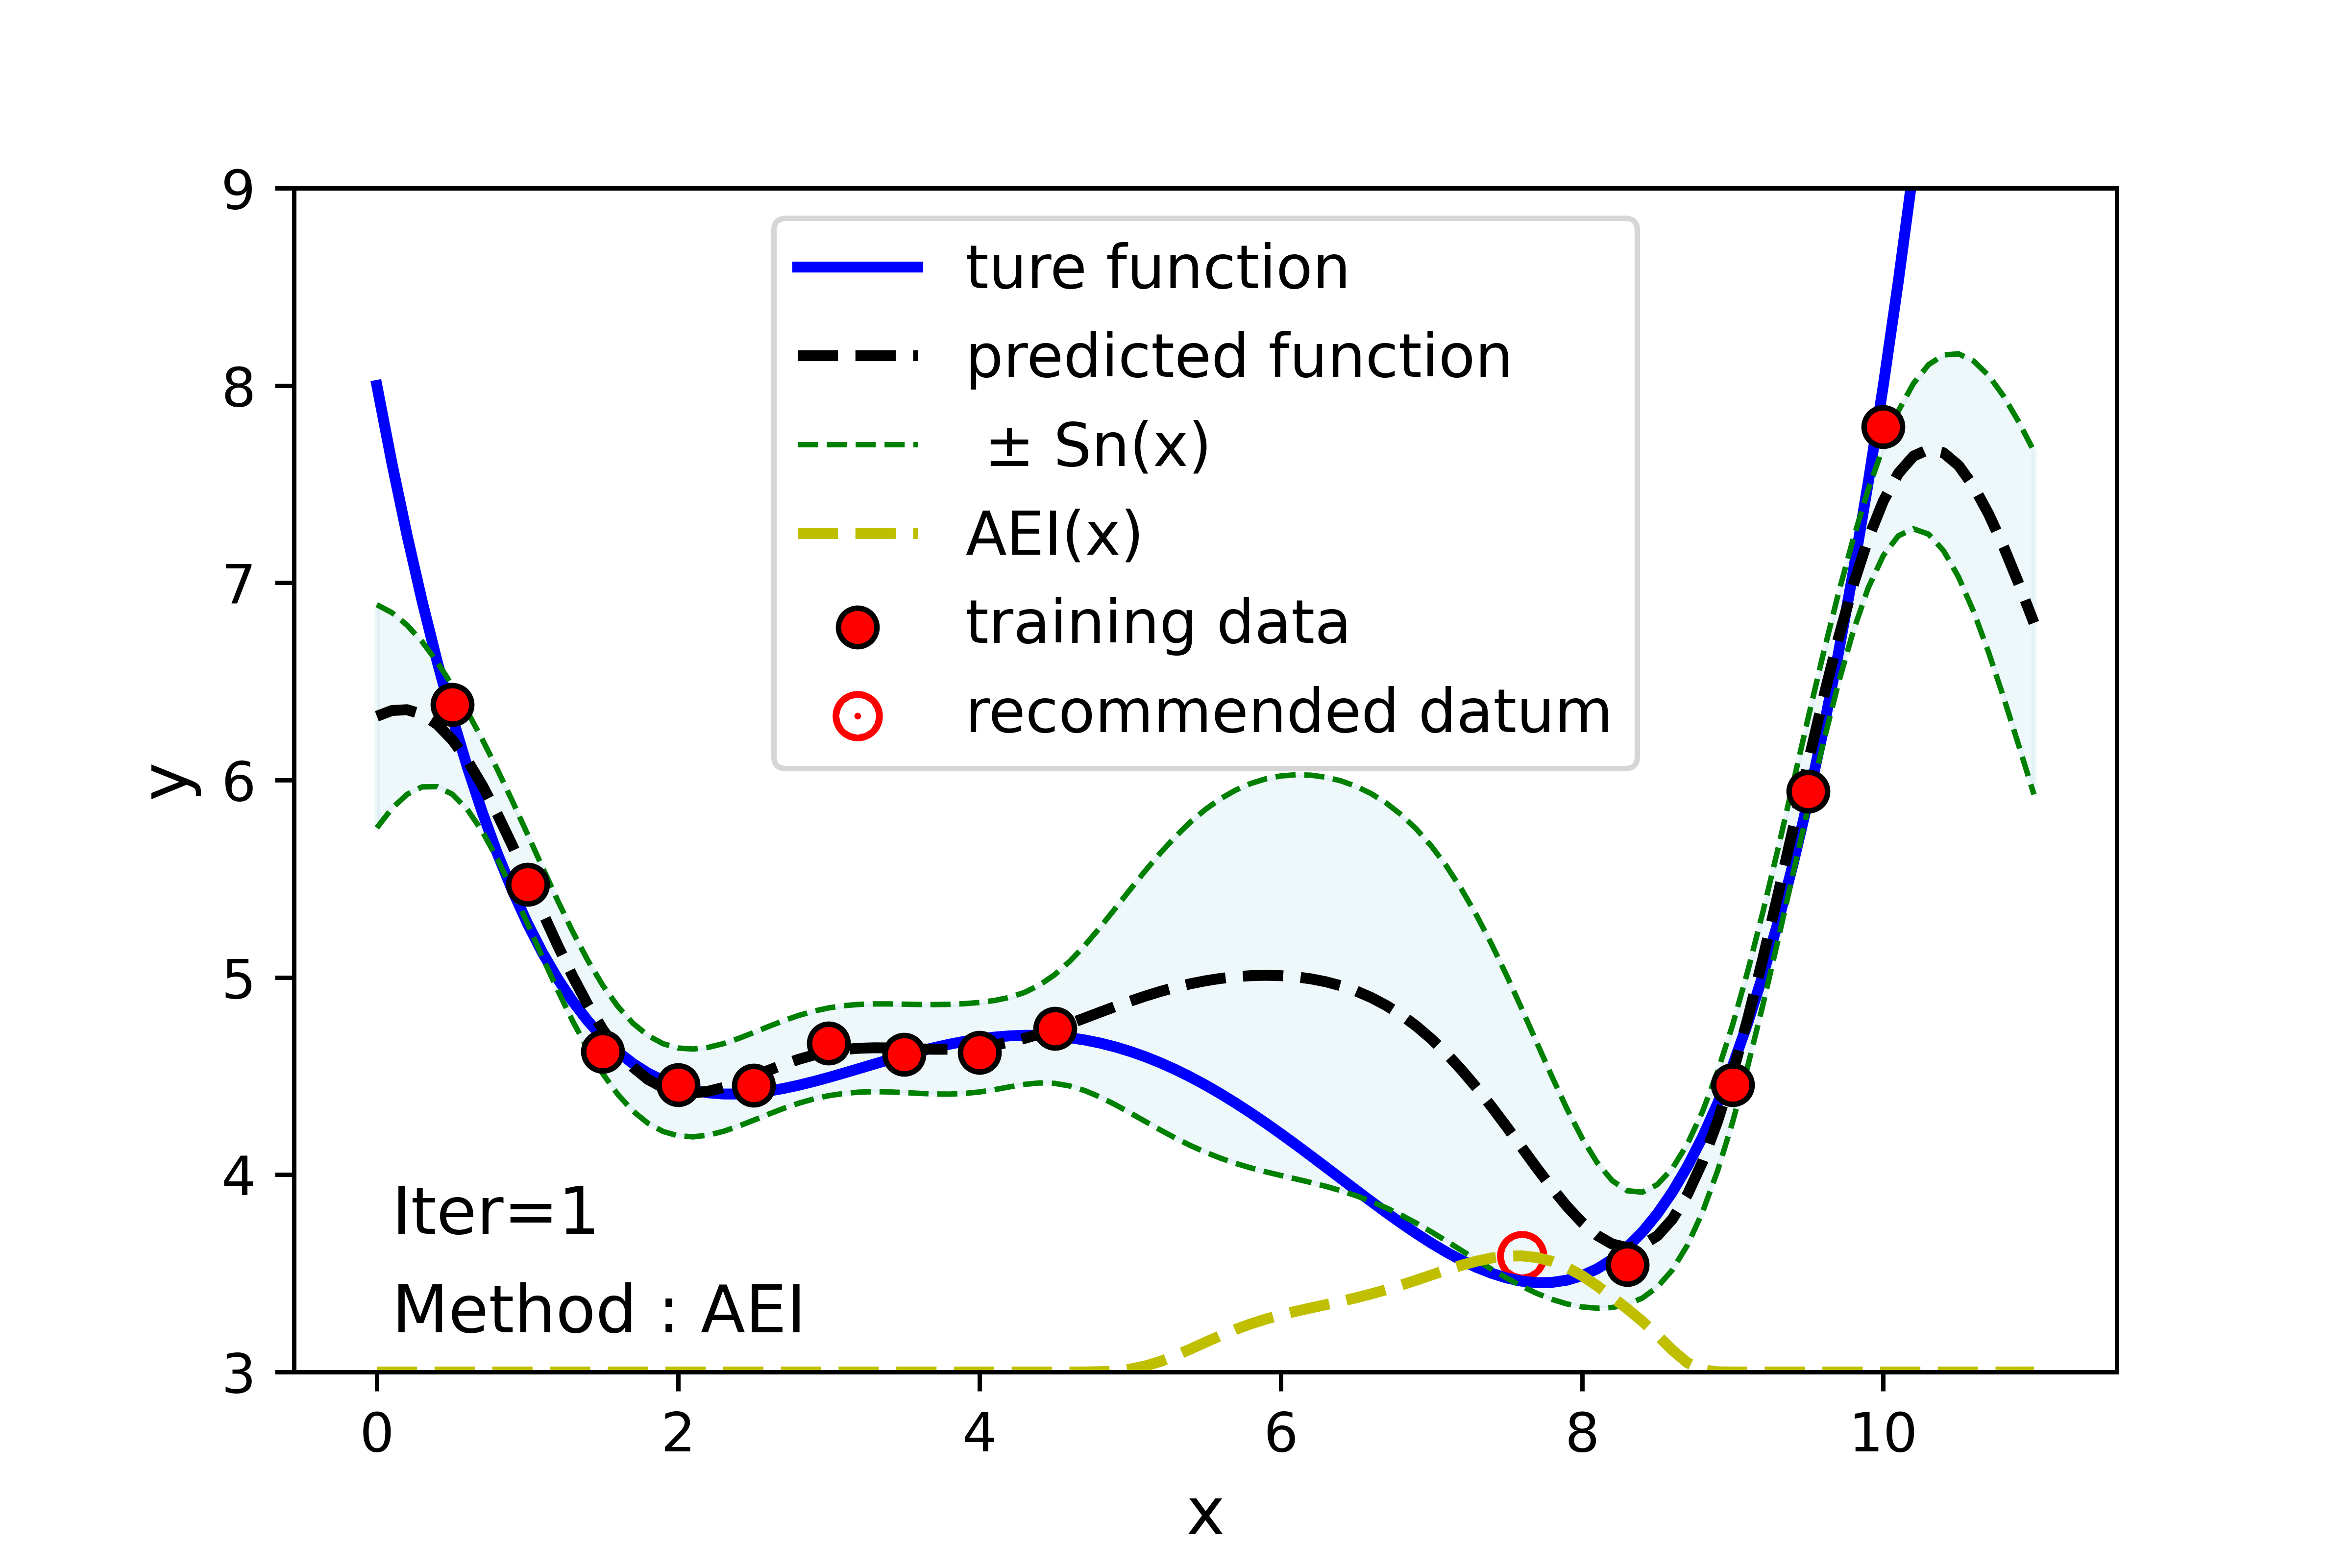 9
8
7
6
5
4
3
y
ture function
predicted function
± Sn(x)
AEI(x)
training data
recommended datum
Iter=1
Method : AEI
0 2 4 6 8 10
x